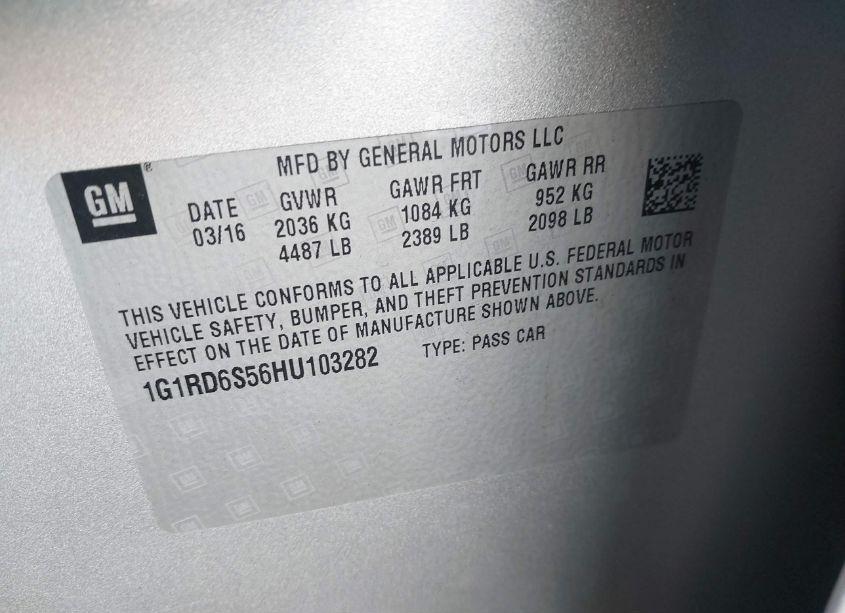 GM®
MFD BY GENERAL MOTORS LLC
DATE GVWR GAWR FRT GAWR RR
03/16 2036 KG 1084 KG 952 KG
4487 LB 2389 LB 2098 LB
THIS VEHICLE CONFORMS TO ALL APPLICABLE U.S. FEDERAL MOTOR
VEHICLE SAFETY, BUMPER, AND THEFT PREVENTION STANDARDS IN
EFFECT ON THE DATE OF MANUFACTURE SHOWN ABOVE.
1G1RD6S56HU103282 TYPE: PASS CAR